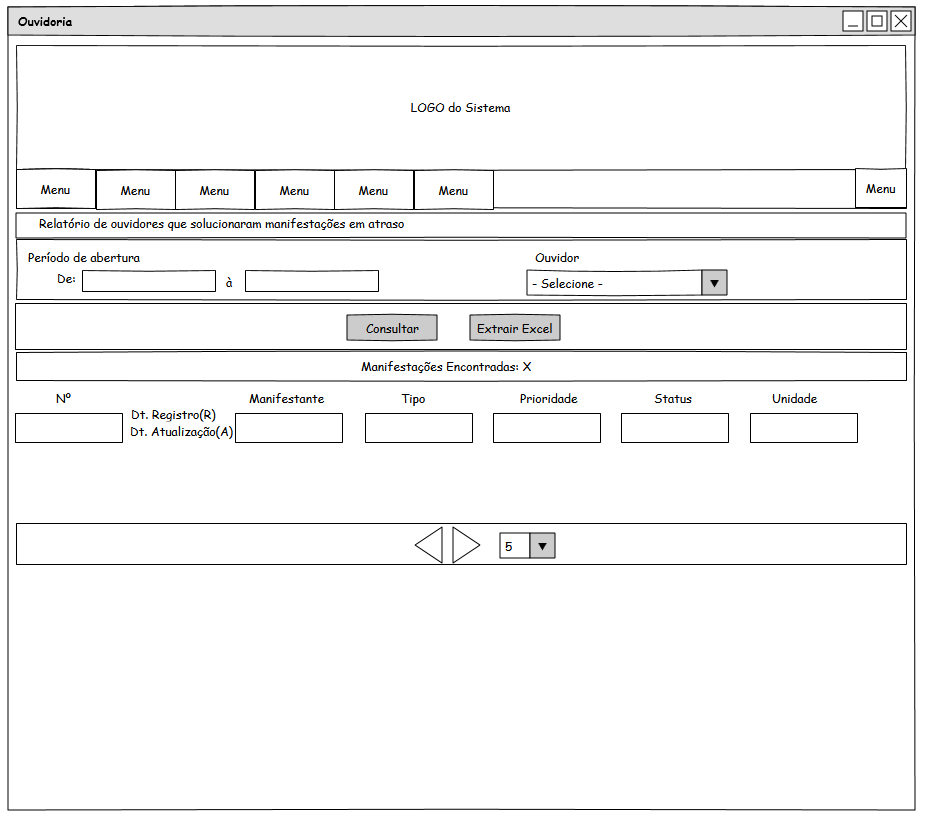 Ouvidoria
LOGO do Sistema
Menu Menu Menu Menu Menu Menu Menu
Relatório de ouvidores que solucionaram manifestações em atraso
Período de abertura Ouvidor
De: à - Selecione -
Consultar Extrair Excel
Manifestações Encontradas: X
Nº Manifestante Tipo Prioridade Status Unidade
Dt. Registro(R)
Dt. Atualização(A)
5